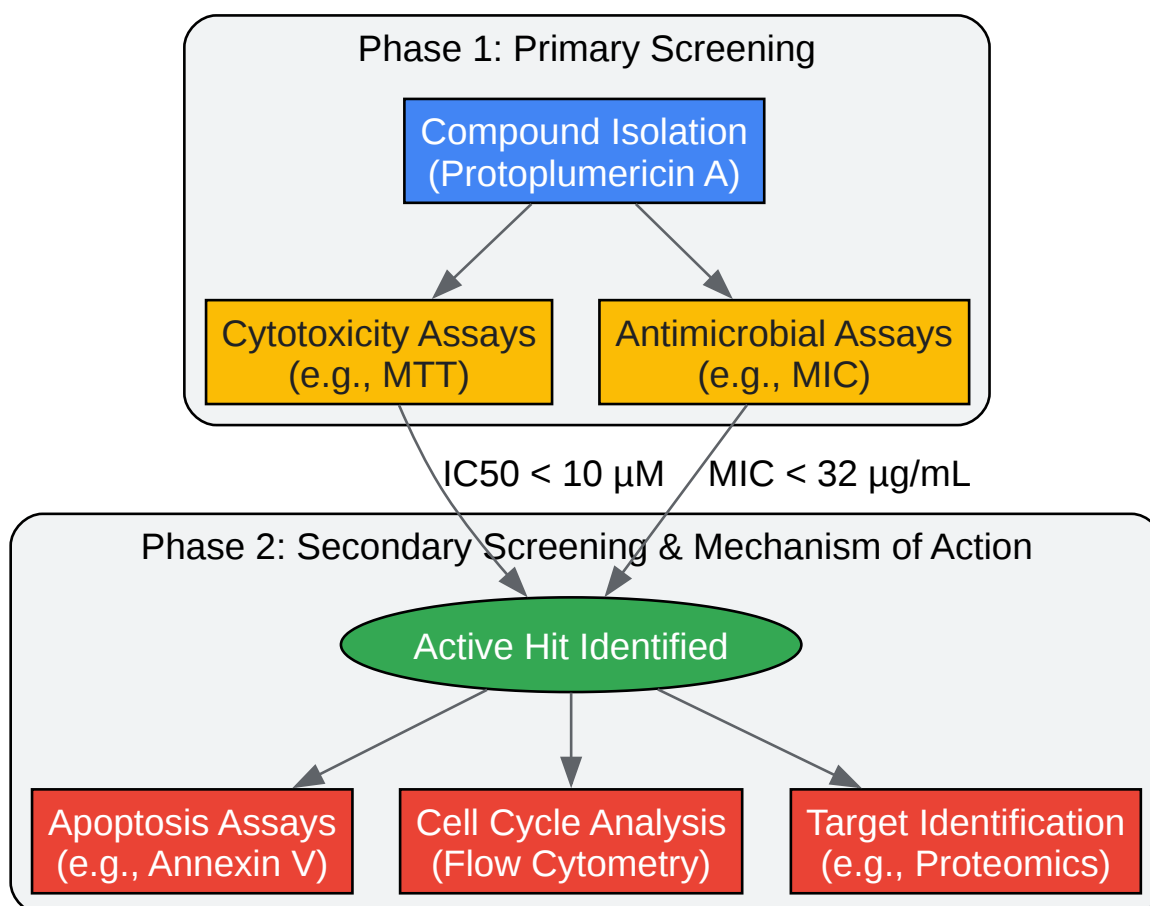 Phase 1: Primary Screening
Compound Isolation
(Protoplumericin A)
Cytotoxicity Assays
(e.g., MTT)
Antimicrobial Assays
(e.g., MIC)
IC50 < 10 µM
MIC < 32 µg/mL
Phase 2: Secondary Screening & Mechanism of Action
Active Hit Identified
Apoptosis Assays
(e.g., Annexin V)
Cell Cycle Analysis
(Flow Cytometry)
Target Identification
(e.g., Proteomics)